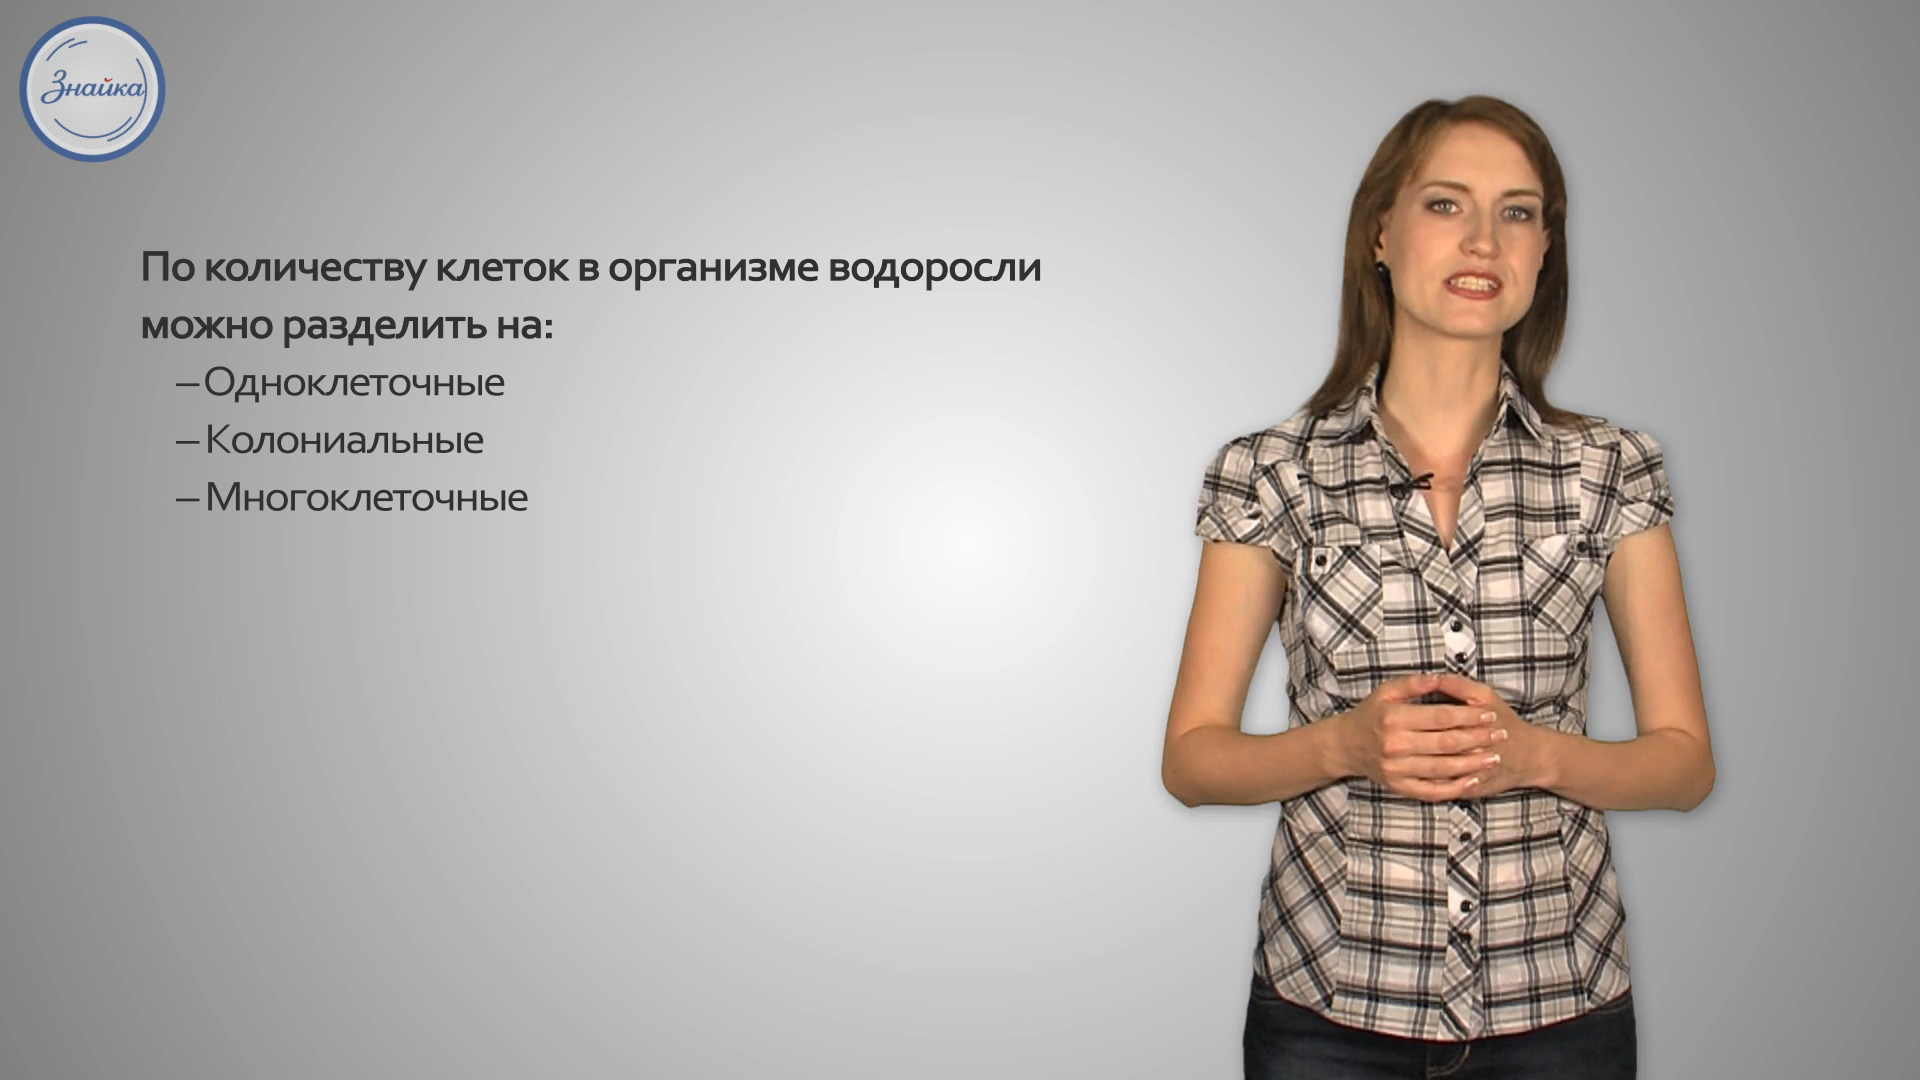 Знайка
По количеству клеток в организме водоросли
можно разделить на:
– Одноклеточные
– Колониальные
– Многоклеточные